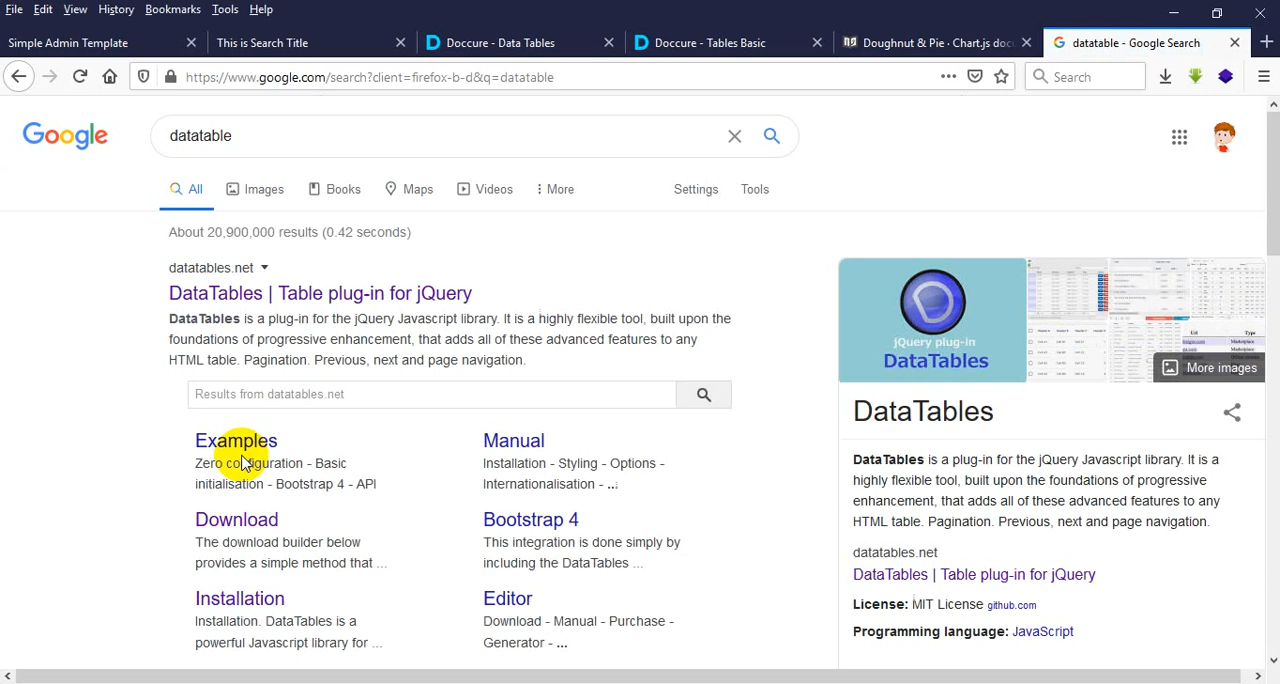 File Edit View History Bookmarks Tools Help
Simple Admin Template
This is Search Title
Doccure - Data Tables
Doccure - Tables Basic
Doughnut & Pie · Chart.js doc
datatable - Google Search
https://www.google.com/search?client=firefox-b-d&q=datatable
Search
Google
datatable
All Images Books Maps Videos More Settings Tools
About 20,900,000 results (0.42 seconds)
datatables.net
DataTables | Table plug-in for jQuery
DataTables is a plug-in for the jQuery Javascript library. It is a highly flexible tool, built upon the
foundations of progressive enhancement, that adds all of these advanced features to any
HTML table. Pagination. Previous, next and page navigation.
Results from datatables.net
Examples
Zero configuration - Basic
initialisation - Bootstrap 4 - API
Manual
Installation - Styling - Options -
Internationalisation - ...
Download
The download builder below
provides a simple method that ...
Bootstrap 4
This integration is done simply by
including the DataTables ...
Installation
Installation. DataTables is a
powerful Javascript library for ...
Editor
Download - Manual - Purchase -
Generator - ...
jQuery plug-in
DataTables
More images
DataTables
DataTables is a plug-in for the jQuery Javascript library. It is a
highly flexible tool, built upon the foundations of progressive
enhancement, that adds all of these advanced features to any
HTML table. Pagination. Previous, next and page navigation.
datatables.net
DataTables | Table plug-in for jQuery
License: MIT License github.com
Programming language: JavaScript